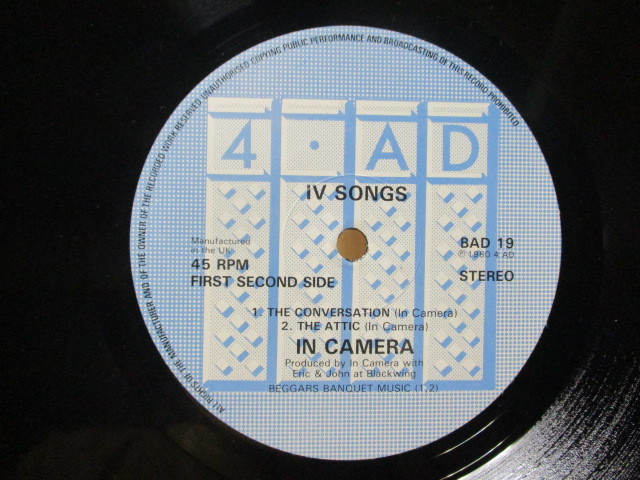 ALL RIGHTS OF THE MANUFACTURER AND OF THE OWNER OF THE RECORDED WORK RESERVED UNAUTHORISED COPYING PUBLIC PERFORMANCE AND BROADCASTING OF THIS RECORD PROHIBITED
4 · A D
iV SONGS
Manufactured
in the UK
BAD 19
℗ 1980 4.AD
45 RPM
STEREO
FIRST SECOND SIDE
1. THE CONVERSATION (In Camera)
2. THE ATTIC (In Camera)
IN CAMERA
Produced by In Camera with
Eric & John at Blackwing
BEGGARS BANQUET MUSIC (1,2)